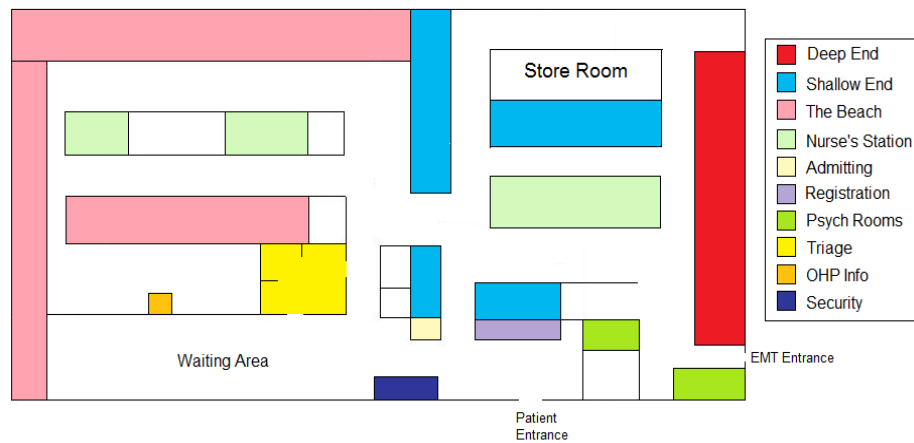 Store Room
Waiting Area
Patient
Entrance
EMT Entrance
Deep End
Shallow End
The Beach
Nurse's Station
Admitting
Registration
Psych Rooms
Triage
OHP Info
Security